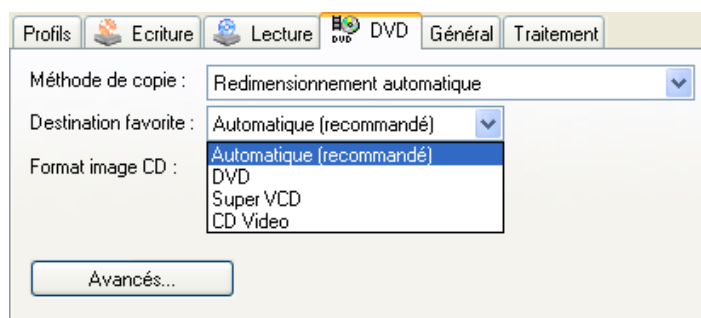 Profils Ecriture Lecture DVD DVD Général Traitement
Méthode de copie : Redimensionnement automatique
Destination favorite : Automatique (recommandé)
Automatique (recommandé)
Format image CD :
DVD
Super VCD
CD Video
Avancés...